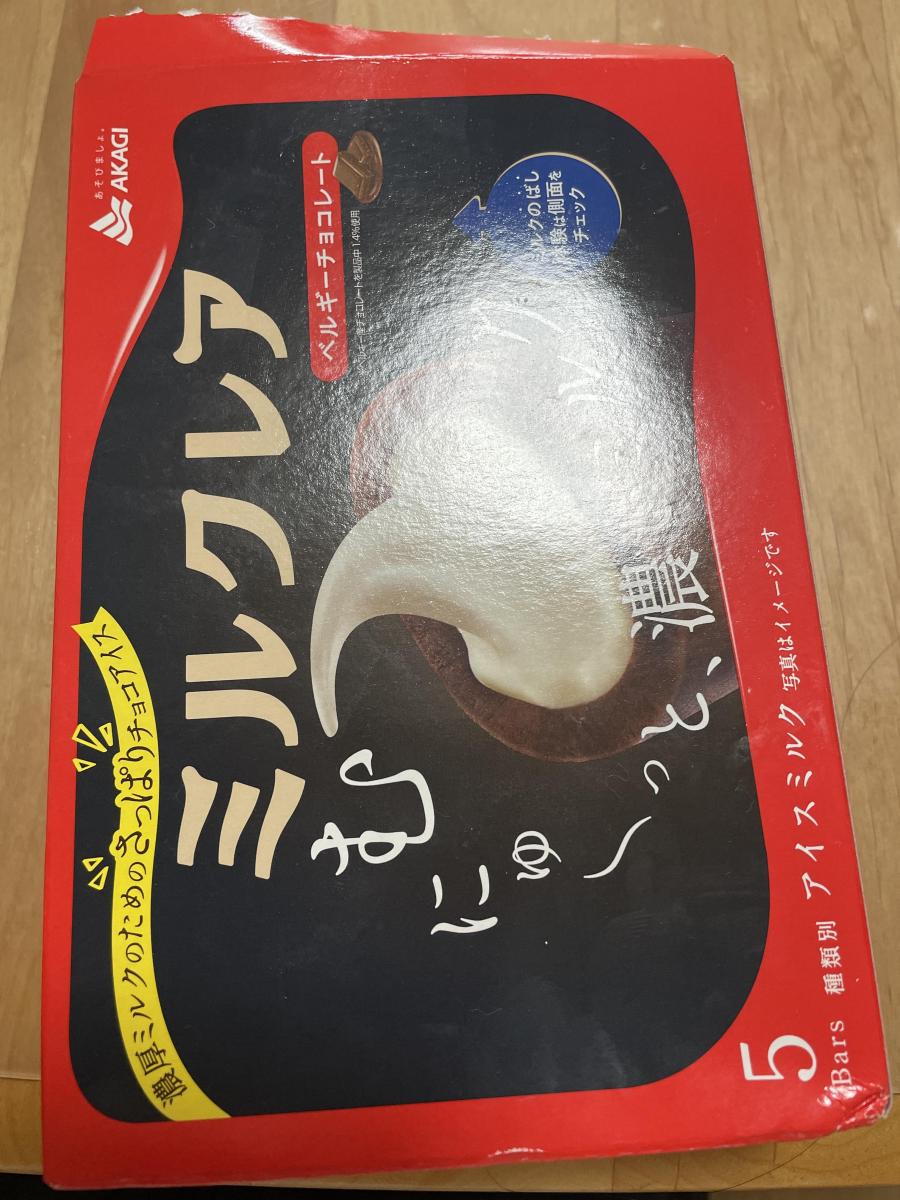 あそびましょ。
AKAGI
濃厚ミルクのためのさっぱりチョコアイス
ミルクレア
ベルギーチョコレート
チョコレートを製品中1.4%使用
ミルクのばし
体験は側面を
チェック
むにゅ〜っと、
濃ミルク
5
Bars
種類別 アイスミルク 写真はイメージです